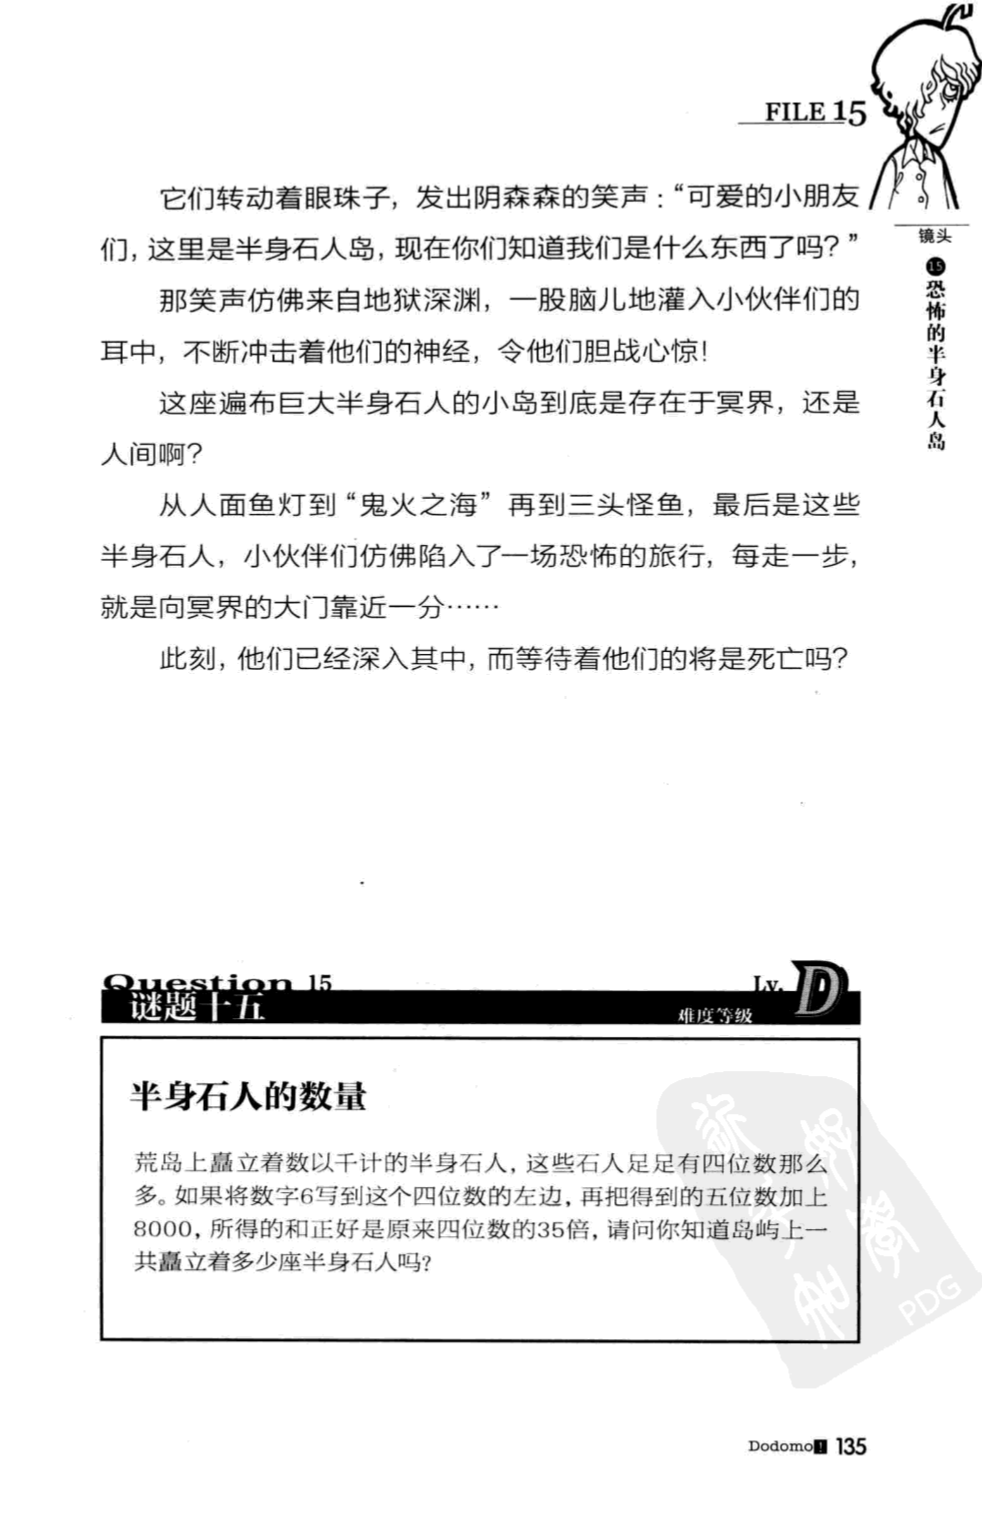 FILE 15
镜头
⑮恐怖的半身石人岛
它们转动着眼珠子，发出阴森森的笑声：“可爱的小朋友
们，这里是半身石人岛，现在你们知道我们是什么东西了吗？”
那笑声仿佛来自地狱深渊，一股脑儿地灌入小伙伴们的
耳中，不断冲击着他们的神经，令他们胆战心惊！
这座遍布巨大半身石人的小岛到底是存在于冥界，还是
人间啊？
从人面鱼灯到“鬼火之海”再到三头怪鱼，最后是这些
半身石人，小伙伴们仿佛陷入了一场恐怖的旅行，每走一步，
就是向冥界的大门靠近一分……
此刻，他们已经深入其中，而等待着他们的将是死亡吗？
Question 15
Lv. D
谜题十五
难度等级
半身石人的数量
荒岛上矗立着数以千计的半身石人，这些石人足足有四位数那么
多。如果将数字6写到这个四位数的左边，再把得到的五位数加上
8000，所得的和正好是原来四位数的35倍，请问你知道岛屿上一
共矗立着多少座半身石人吗？
PDG
Dodomo! 135